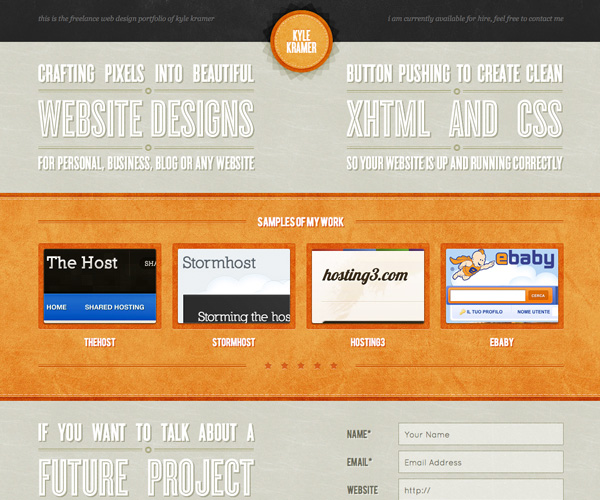 this is the freelance web design portfolio of kyle kramer
i am currently available for hire, feel free to contact me
KYLE
KRAMER
CRAFTING PIXELS INTO BEAUTIFUL
WEBSITE DESIGNS
FOR PERSONAL, BUSINESS, BLOG OR ANY WEBSITE
BUTTON PUSHING TO CREATE CLEAN
XHTML AND CSS
SO YOUR WEBSITE IS UP AND RUNNING CORRECTLY
SAMPLES OF MY WORK
The Host
SHA
HOME SHARED HOSTING
THEHOST
Stormhost
Storming the hos
STORMHOST
hosting3.com
HOSTING3
ebaby
CERCA
IL TUO PROFILO NOME UTENTE
EBABY
IF YOU WANT TO TALK ABOUT A
FUTURE PROJECT
NAME* Your Name
EMAIL* Email Address
WEBSITE http://